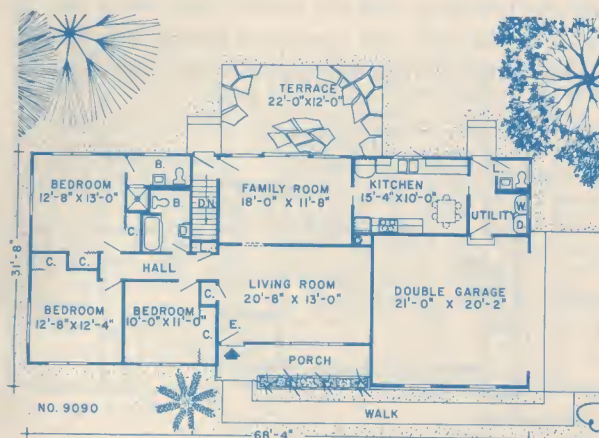 TERRACE
22'-0"X12'-0"
BEDROOM
12'-8"X13'-0"
B.
B.
DN.
FAMILY ROOM
18'-0" X 11'-8"
KITCHEN
15'-4"X10'-0"
L.
W.
D.
UTILITY
31'-8"
C.
C.
C.
L.
HALL
BEDROOM
12'-8"X12'-4"
BEDROOM
10'-0"X11'-0"
C.
C.
LIVING ROOM
20'-8" X 13'-0"
E.
DOUBLE GARAGE
21'-0" X 20'-2"
PORCH
NO. 9090
WALK
68'-4"